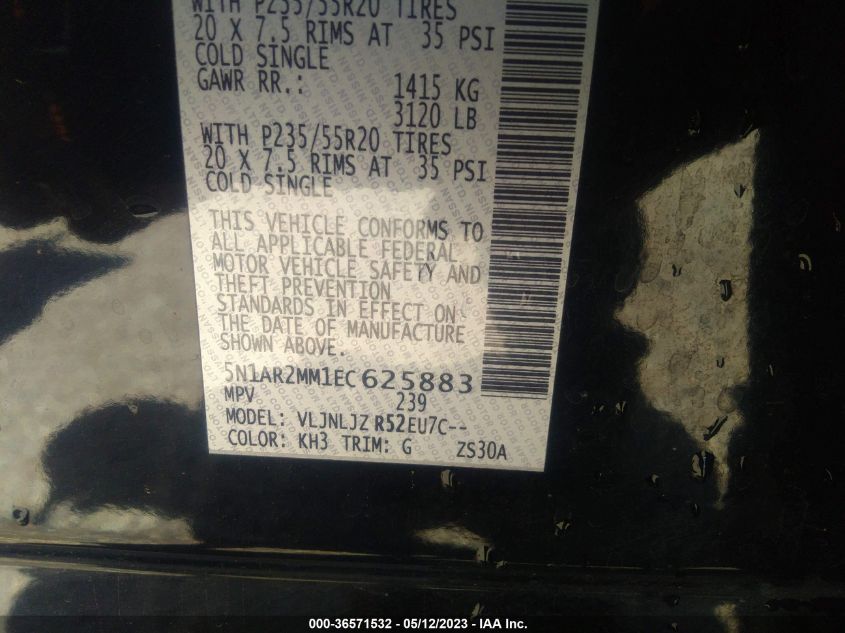 WITH P235/55R20 TIRES
20 X 7.5 RIMS AT 35 PSI
COLD SINGLE
GAWR RR.: 1415 KG
3120 LB
WITH P235/55R20 TIRES
20 X 7.5 RIMS AT 35 PSI
COLD SINGLE
THIS VEHICLE CONFORMS TO
ALL APPLICABLE FEDERAL
MOTOR VEHICLE SAFETY AND
THEFT PREVENTION
STANDARDS IN EFFECT ON
THE DATE OF MANUFACTURE
SHOWN ABOVE.
5N1AR2MM1EC625883
MPV 239
MODEL: VLJNLJZ R52EU7C--
COLOR: KH3 TRIM: G ZS30A
000-36571532 - 05/12/2023 - IAA Inc.